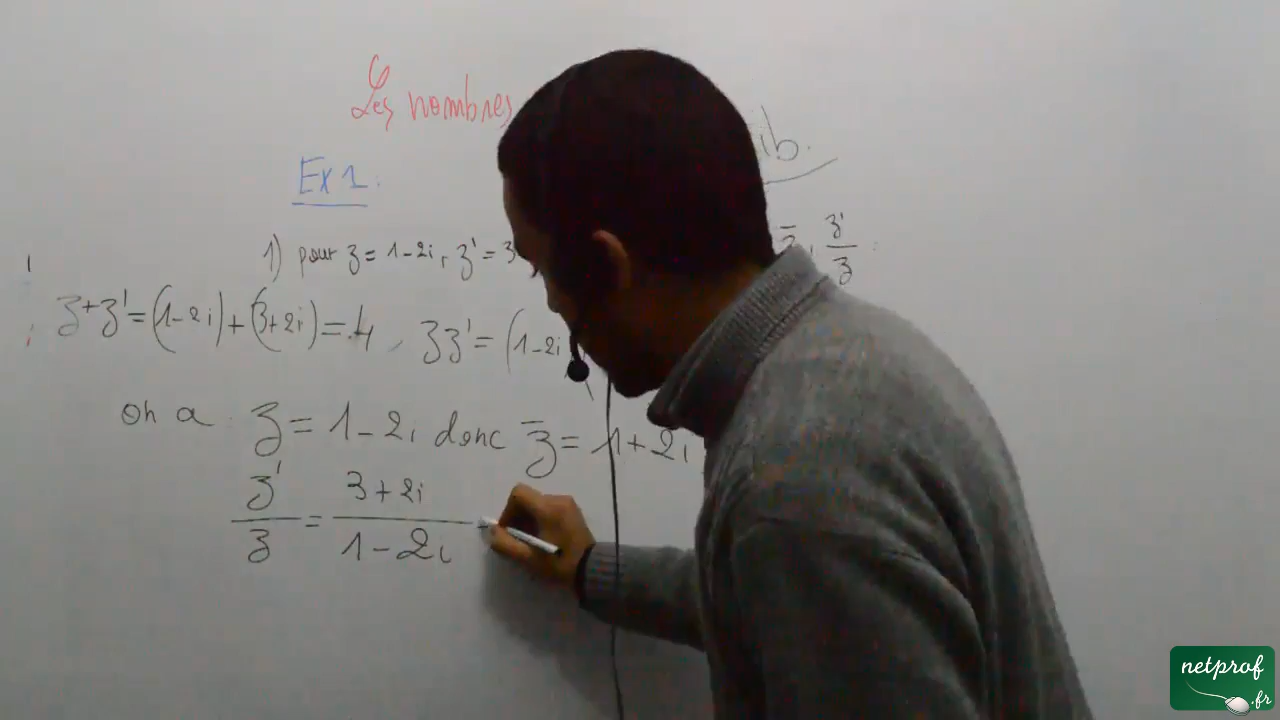 Les nombres
ib.
Ex 1.
1) pour z = 1-2i, z' = 3 z̄, z'/z :
z+z' = (1-2i)+(3+2i) = 4, zz' = (1-2i
on a z = 1-2i donc z̄ = 1+2i
z'/z = 3+2i/1-2i
netprof
.fr